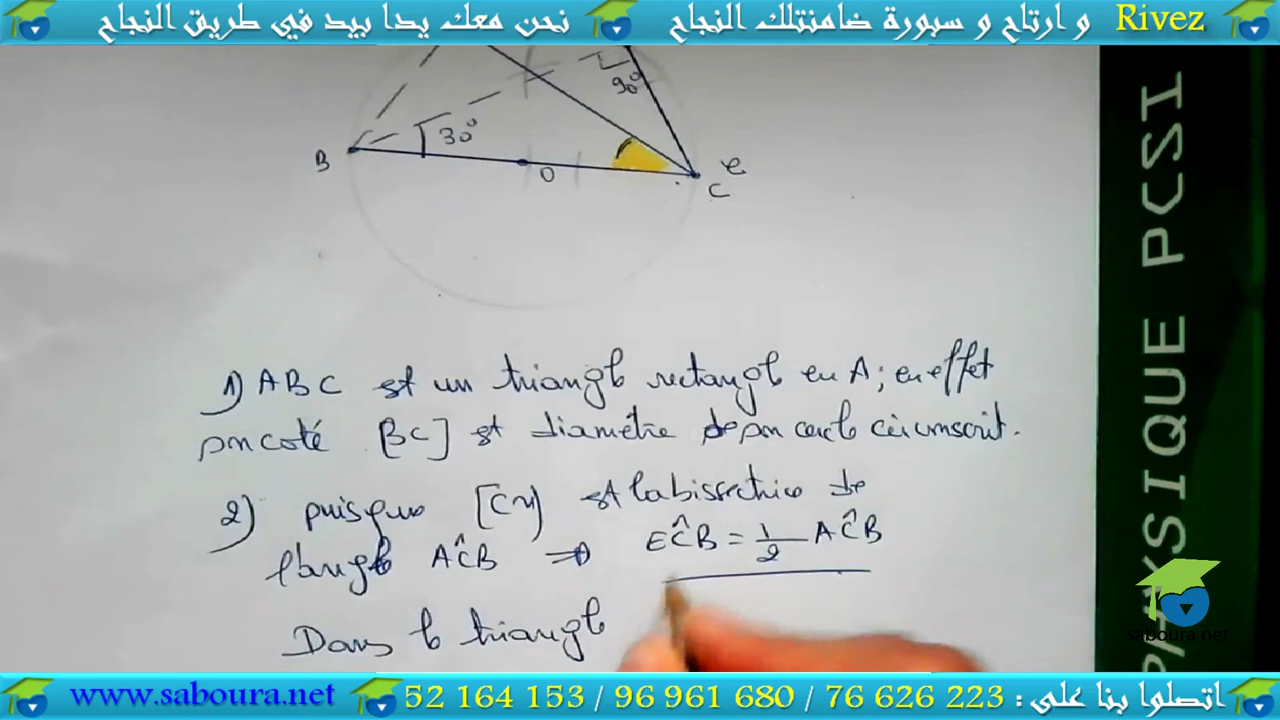 نحن معك يدا بيد في طريق النجاح و ارتاح و سبورة ضامنتلك النجاح Rivez
90°
30°
B
O
e
C
PHYSIQUE PCSI
1) ABC est un triangle rectangle en A ; en effet
son coté [BC] est diamètre de son cercle circonscrit.
2) puisque [Cx) est la bissectrice de
l'angle AĈB ⇒ EĈB = 1/2 AĈB
Dans le triangle
saboura.net
www.saboura.net 52 164 153 / 96 961 680 / 76 626 223 : اتصلوا بنا على